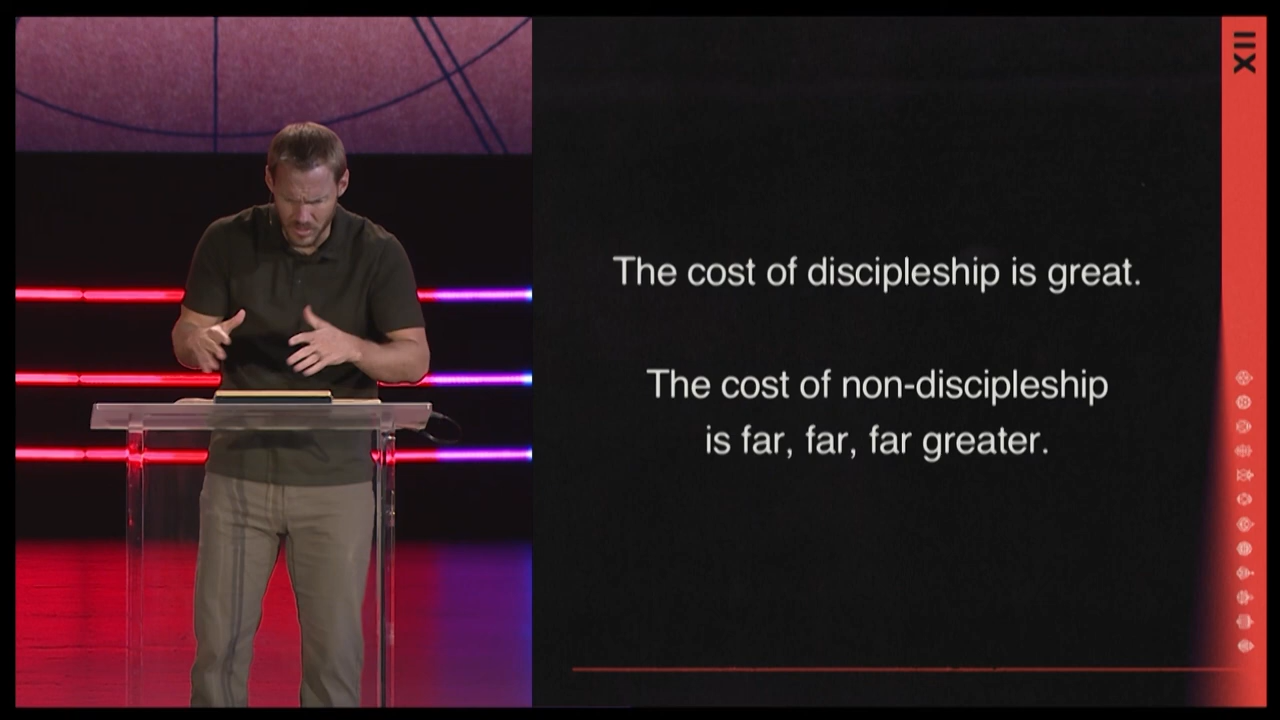 The cost of discipleship is great.
The cost of non-discipleship
is far, far, far greater.
XII